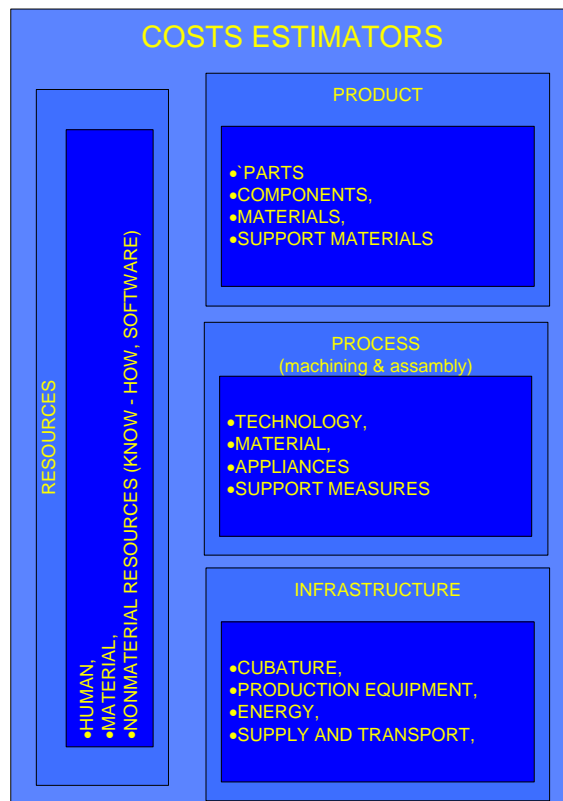 COSTS ESTIMATORS
RESOURCES
•HUMAN,
•MATERIAL,
•NONMATERIAL RESOURCES (KNOW - HOW, SOFTWARE)
PRODUCT
•`PARTS
•COMPONENTS,
•MATERIALS,
•SUPPORT MATERIALS
PROCESS
(machining & assambly)
•TECHNOLOGY,
•MATERIAL,
•APPLIANCES
•SUPPORT MEASURES
INFRASTRUCTURE
•CUBATURE,
•PRODUCTION EQUIPMENT,
•ENERGY,
•SUPPLY AND TRANSPORT,